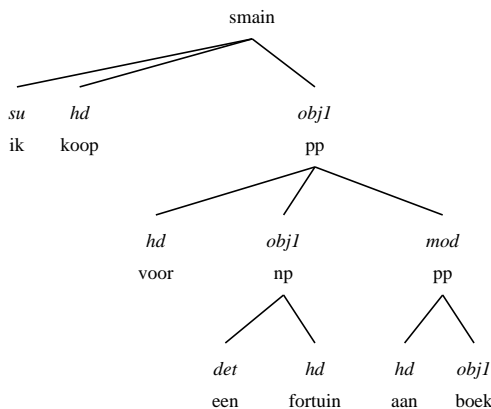 smain
su hd obj1
ik koop pp
hd obj1 mod
voor np pp
det hd hd obj1
een fortuin aan boek